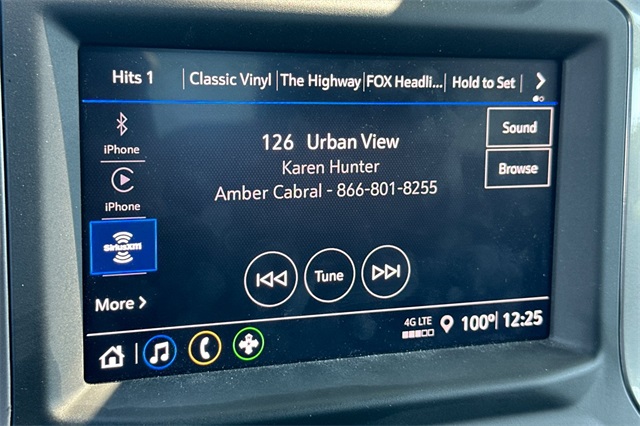 Hits 1 Classic Vinyl The Highway FOX Headli... Hold to Set
iPhone
iPhone
SiriusXM
More
126 Urban View
Karen Hunter
Amber Cabral - 866-801-8255
Sound
Browse
Tune
4G LTE 100° 12:25